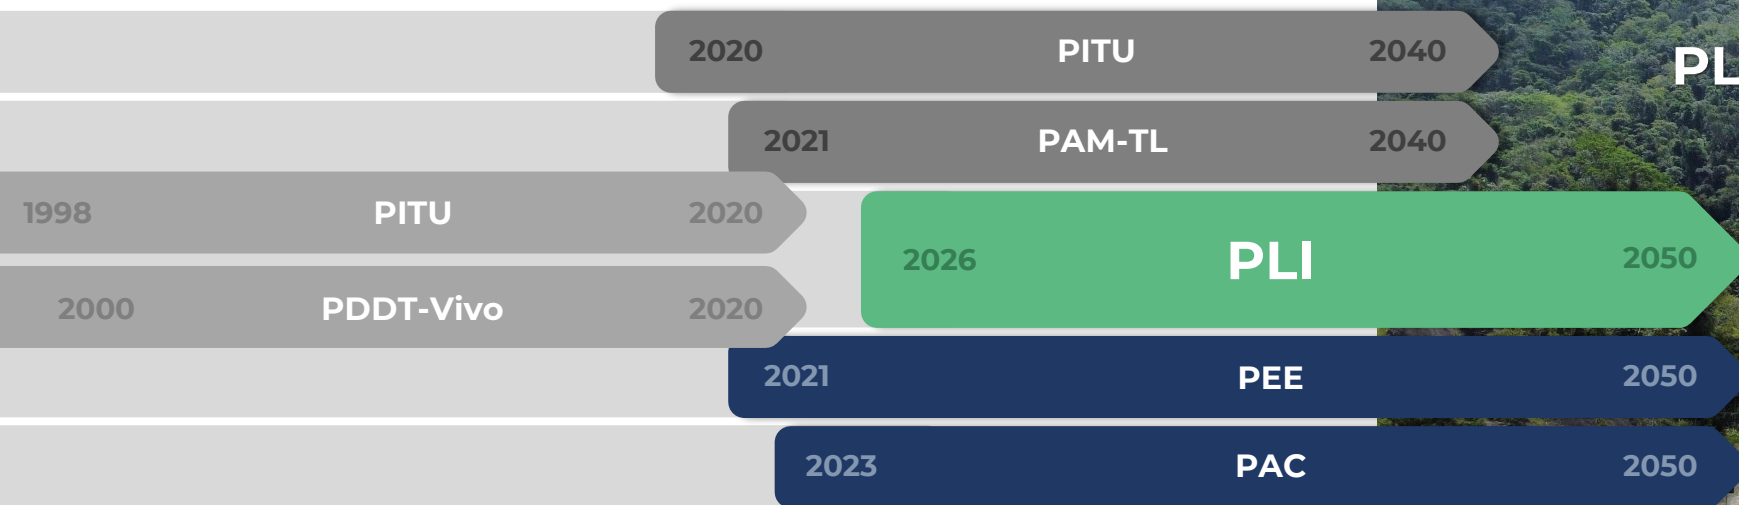 2020 PITU 2040
PL
2021 PAM-TL 2040
1998 PITU 2020
2026 PLI 2050
2000 PDDT-Vivo 2020
2021 PEE 2050
2023 PAC 2050